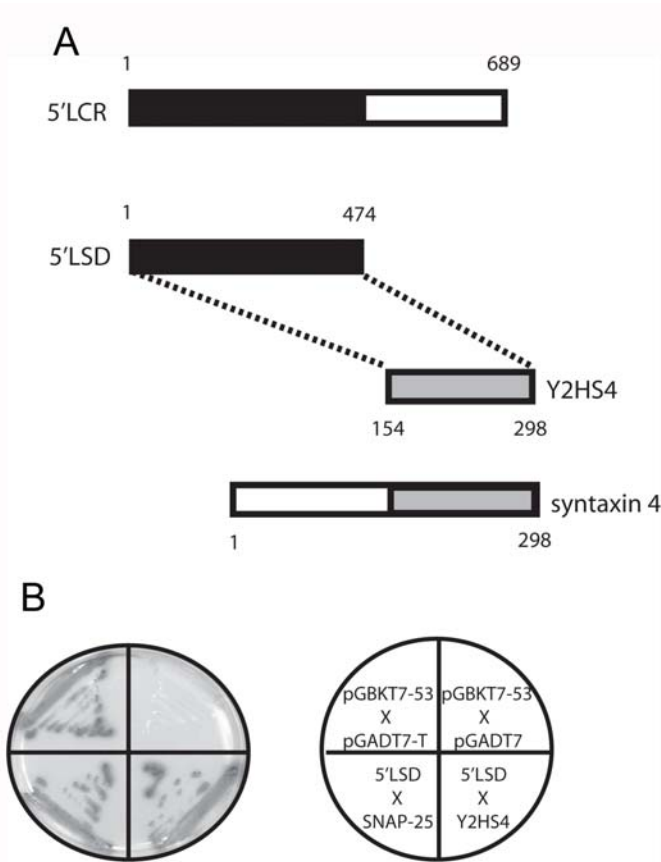 A
1 689
5'LCR
1 474
5'LSD
Y2HS4
154 298
syntaxin 4
1 298
B
pGBKT7-53
X
pGADT7-T
pGBKT7-53
X
pGADT7
5'LSD
X
SNAP-25
5'LSD
X
Y2HS4